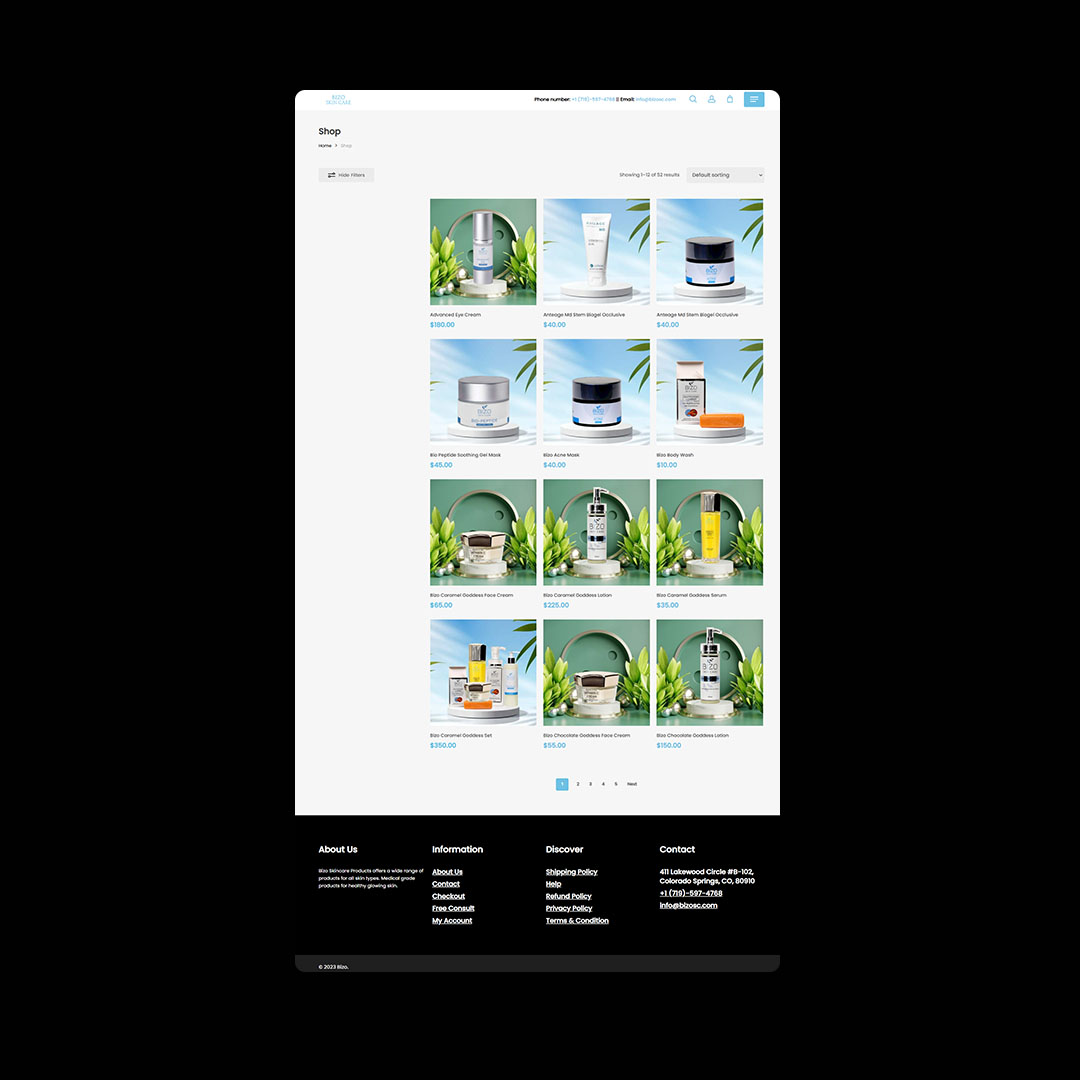 BIZO
SKIN CARE
Phone number: +1 (719)-597-4768 || Email: info@bizosc.com
Shop
Home > Shop
Hide Filters
Showing 1–12 of 52 results
Default sorting
Advanced Eye Cream
$180.00
Anteage Md Stem Biogel Occlusive
$40.00
Anteage Md Stem Biogel Occlusive
$40.00
Bio Peptide Soothing Gel Mask
$45.00
Bizo Acne Mask
$40.00
Bizo Body Wash
$10.00
Bizo Caramel Goddess Face Cream
$65.00
Bizo Caramel Goddess Lotion
$225.00
Bizo Caramel Goddess Serum
$35.00
Bizo Caramel Goddess Set
$350.00
Bizo Chocolate Goddess Face Cream
$55.00
Bizo Chocolate Goddess Lotion
$150.00
1 2 3 4 5 Next
About Us
Bizo Skincare Products offers a wide range of
products for all skin types. Medical grade
products for healthy glowing skin.
Information
About Us
Contact
Checkout
Free Consult
My Account
Discover
Shipping Policy
Help
Refund Policy
Privacy Policy
Terms & Condition
Contact
411 Lakewood Circle #B-102,
Colorado Springs, CO, 80910
+1 (719)-597-4768
info@bizosc.com
© 2023 Bizo.